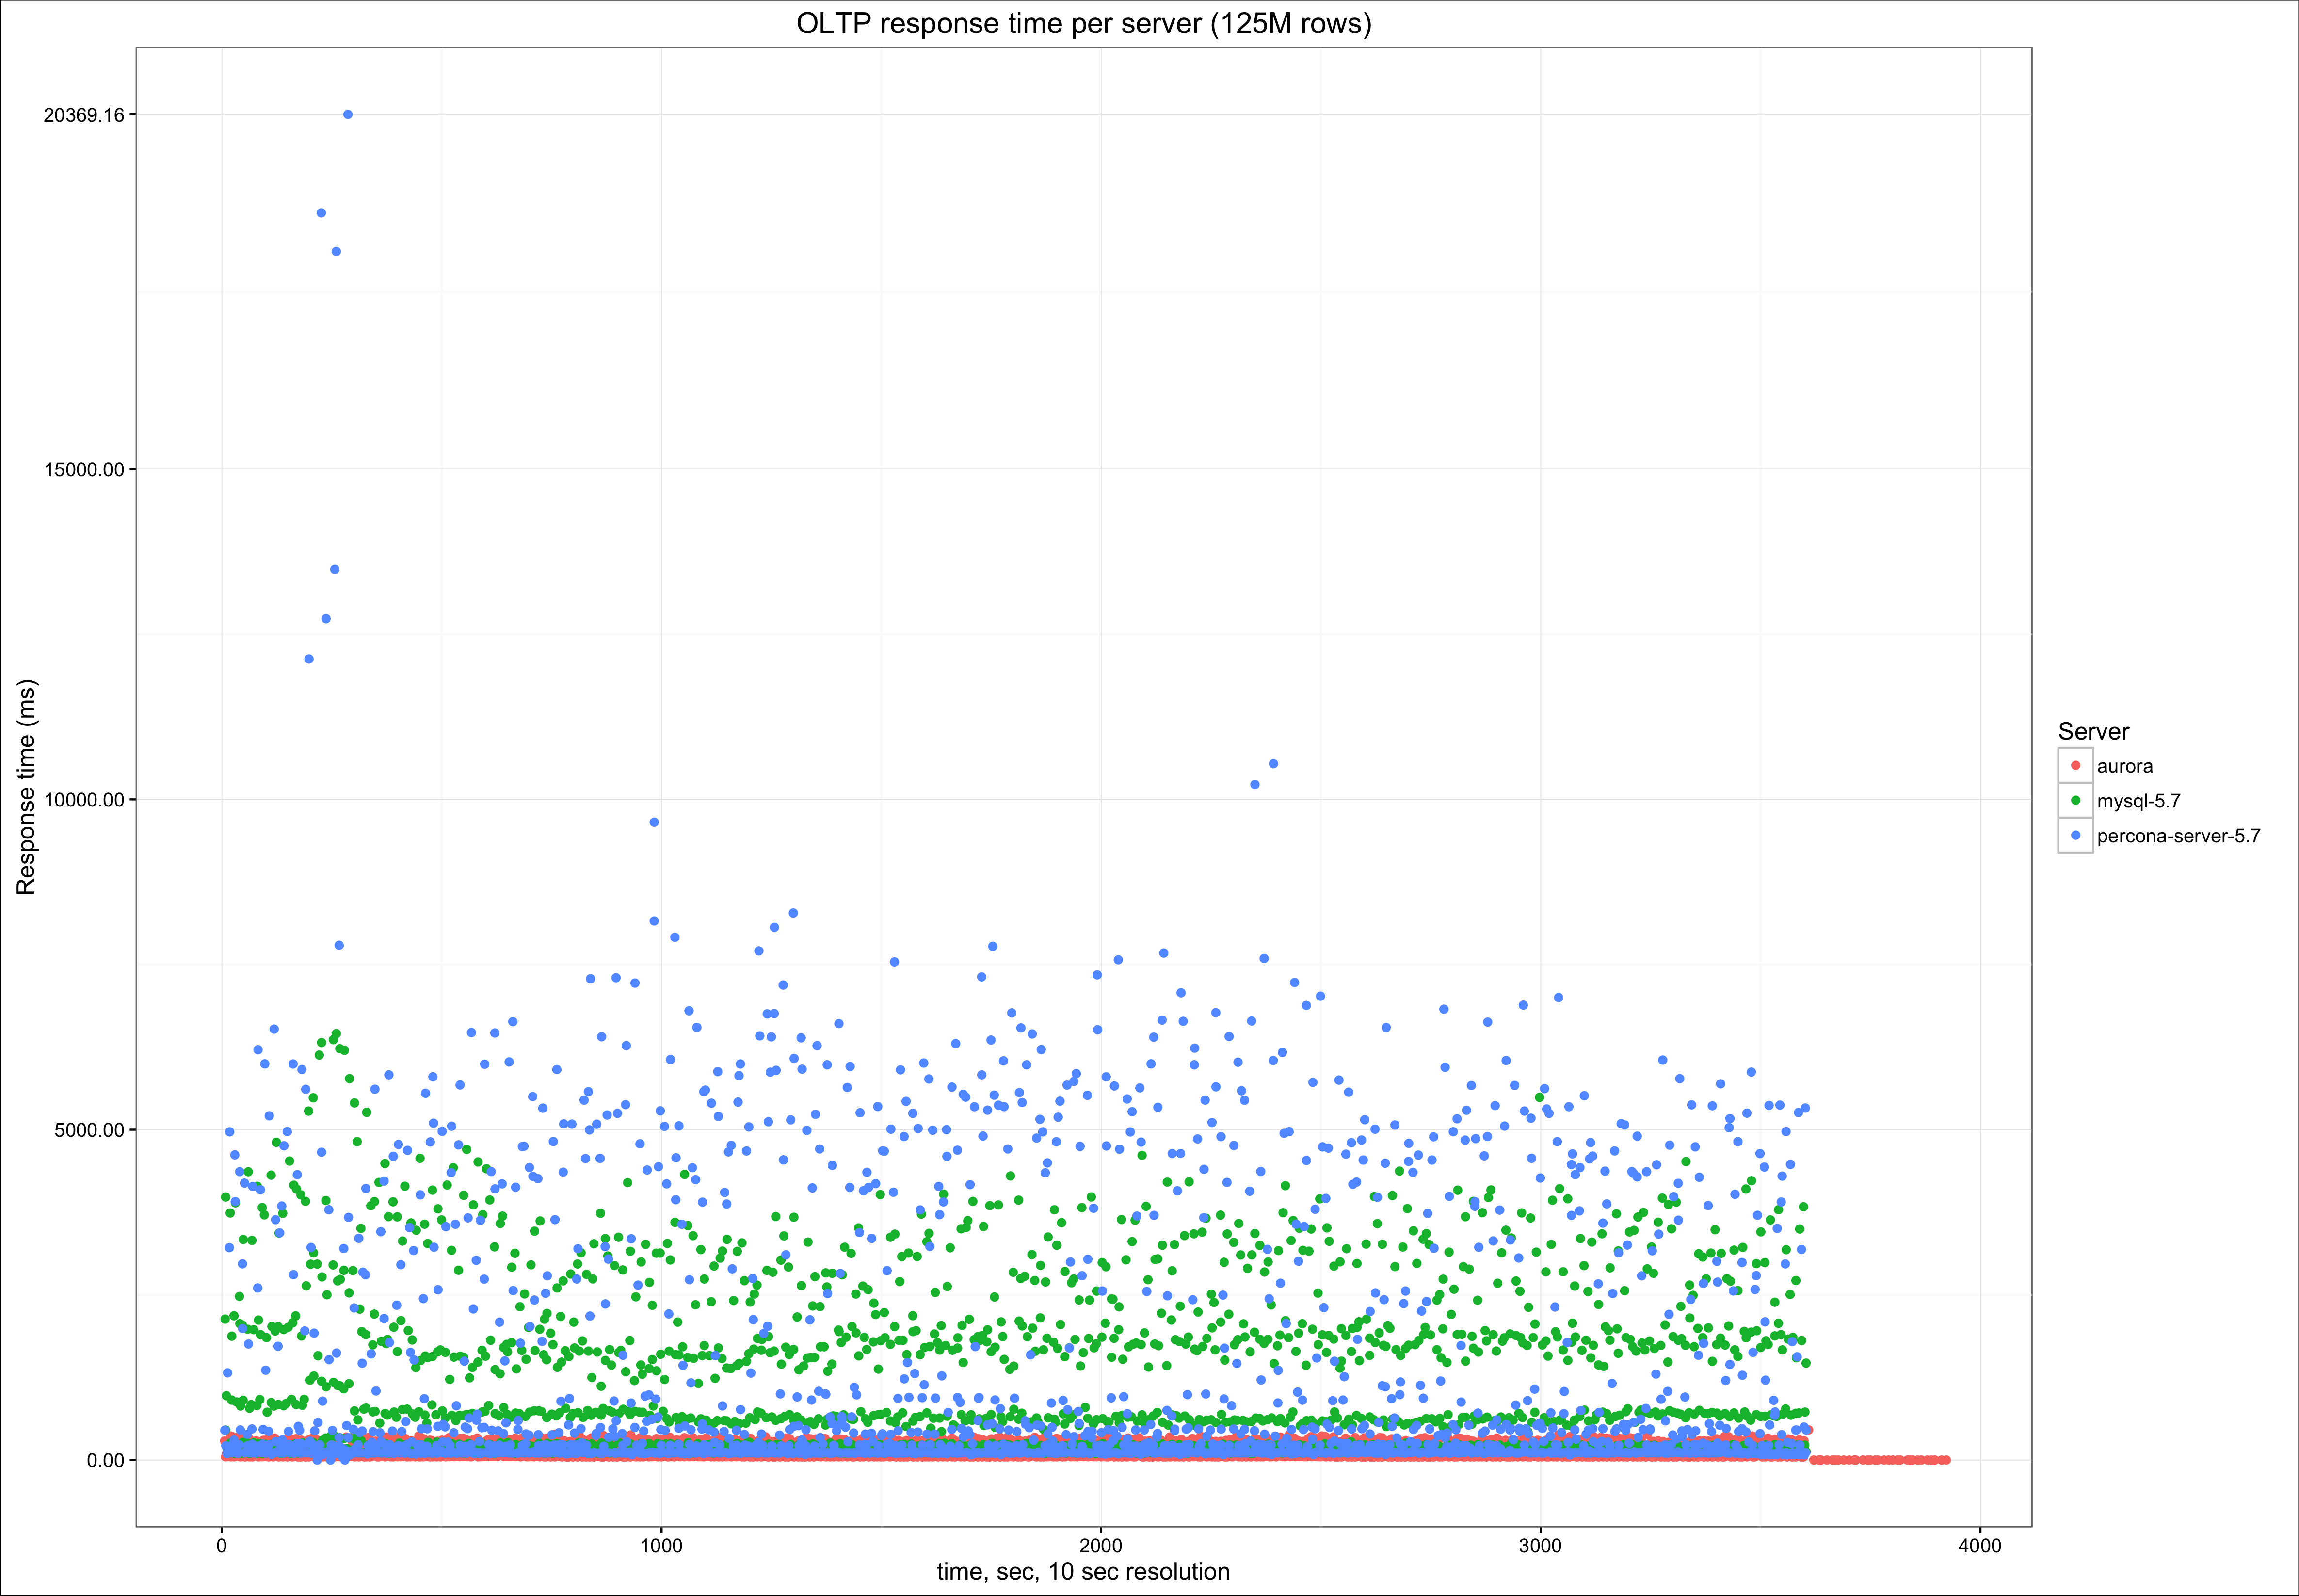 OLTP response time per server (125M rows)
20369.16
15000.00
10000.00
5000.00
0.00
Response time (ms)
0 1000 2000 3000 4000
time, sec, 10 sec resolution
Server
aurora
mysql-5.7
percona-server-5.7